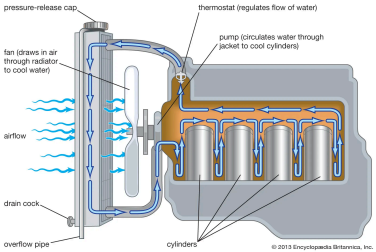 pressure-release cap
thermostat (regulates flow of water)
fan (draws in air
through radiator
to cool water)
pump (circulates water through
jacket to cool cylinders)
airflow
drain cock
overflow pipe
cylinders
© 2013 Encyclopædia Britannica, Inc.